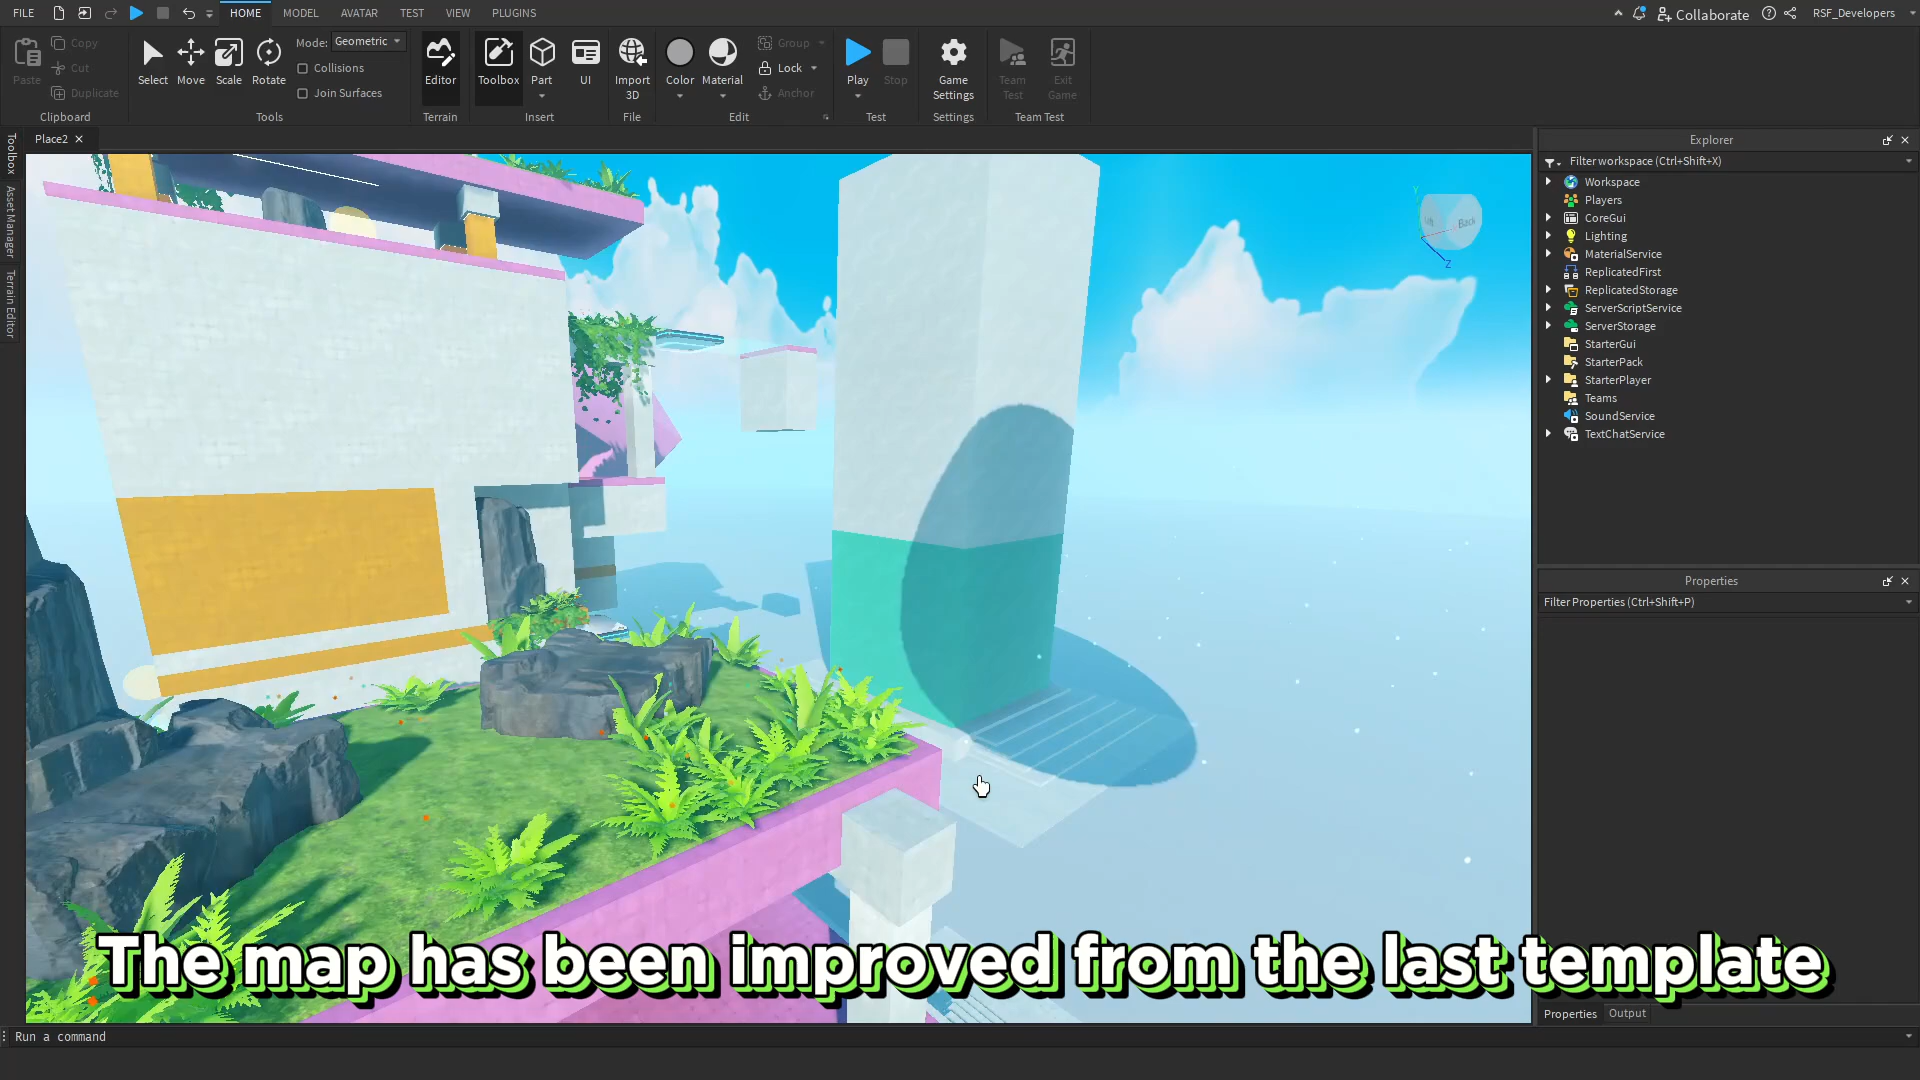 FILE
HOME
MODEL
AVATAR
TEST
VIEW
PLUGINS
Collaborate
RSF_Developers
Paste
Copy
Cut
Duplicate
Clipboard
Select
Move
Scale
Rotate
Mode: Geometric
Collisions
Join Surfaces
Tools
Editor
Terrain
Toolbox
Part
UI
Insert
Import
3D
File
Color
Material
Group
Lock
Anchor
Edit
Play
Stop
Test
Game
Settings
Settings
Team
Test
Exit
Game
Team Test
Toolbox
Asset Manager
Terrain Editor
Place2
Y
Back
Z
Explorer
Filter workspace (Ctrl+Shift+X)
Workspace
Players
CoreGui
Lighting
MaterialService
ReplicatedFirst
ReplicatedStorage
ServerScriptService
ServerStorage
StarterGui
StarterPack
StarterPlayer
Teams
SoundService
TextChatService
Properties
Filter Properties (Ctrl+Shift+P)
The map has been improved from the last template
Properties
Output
Run a command